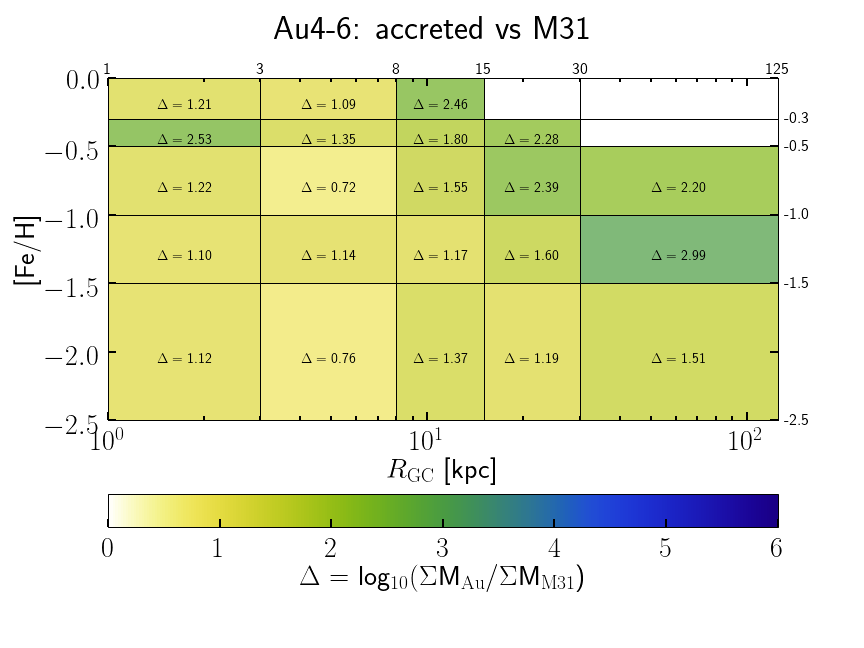 Au4-6: accreted vs M31
1 3 8 15 30 125
0.0
Δ = 1.21 Δ = 1.09 Δ = 2.46
-0.3
Δ = 2.53 Δ = 1.35 Δ = 1.80 Δ = 2.28
−0.5 -0.5
Δ = 1.22 Δ = 0.72 Δ = 1.55 Δ = 2.39 Δ = 2.20
−1.0 -1.0
[Fe/H]
Δ = 1.10 Δ = 1.14 Δ = 1.17 Δ = 1.60 Δ = 2.99
−1.5 -1.5
−2.0
Δ = 1.12 Δ = 0.76 Δ = 1.37 Δ = 1.19 Δ = 1.51
−2.5 -2.5
10⁰ 10¹ 10²
R_GC [kpc]
0 1 2 3 4 5 6
Δ = log₁₀(ΣM_Au/ΣM_M31)